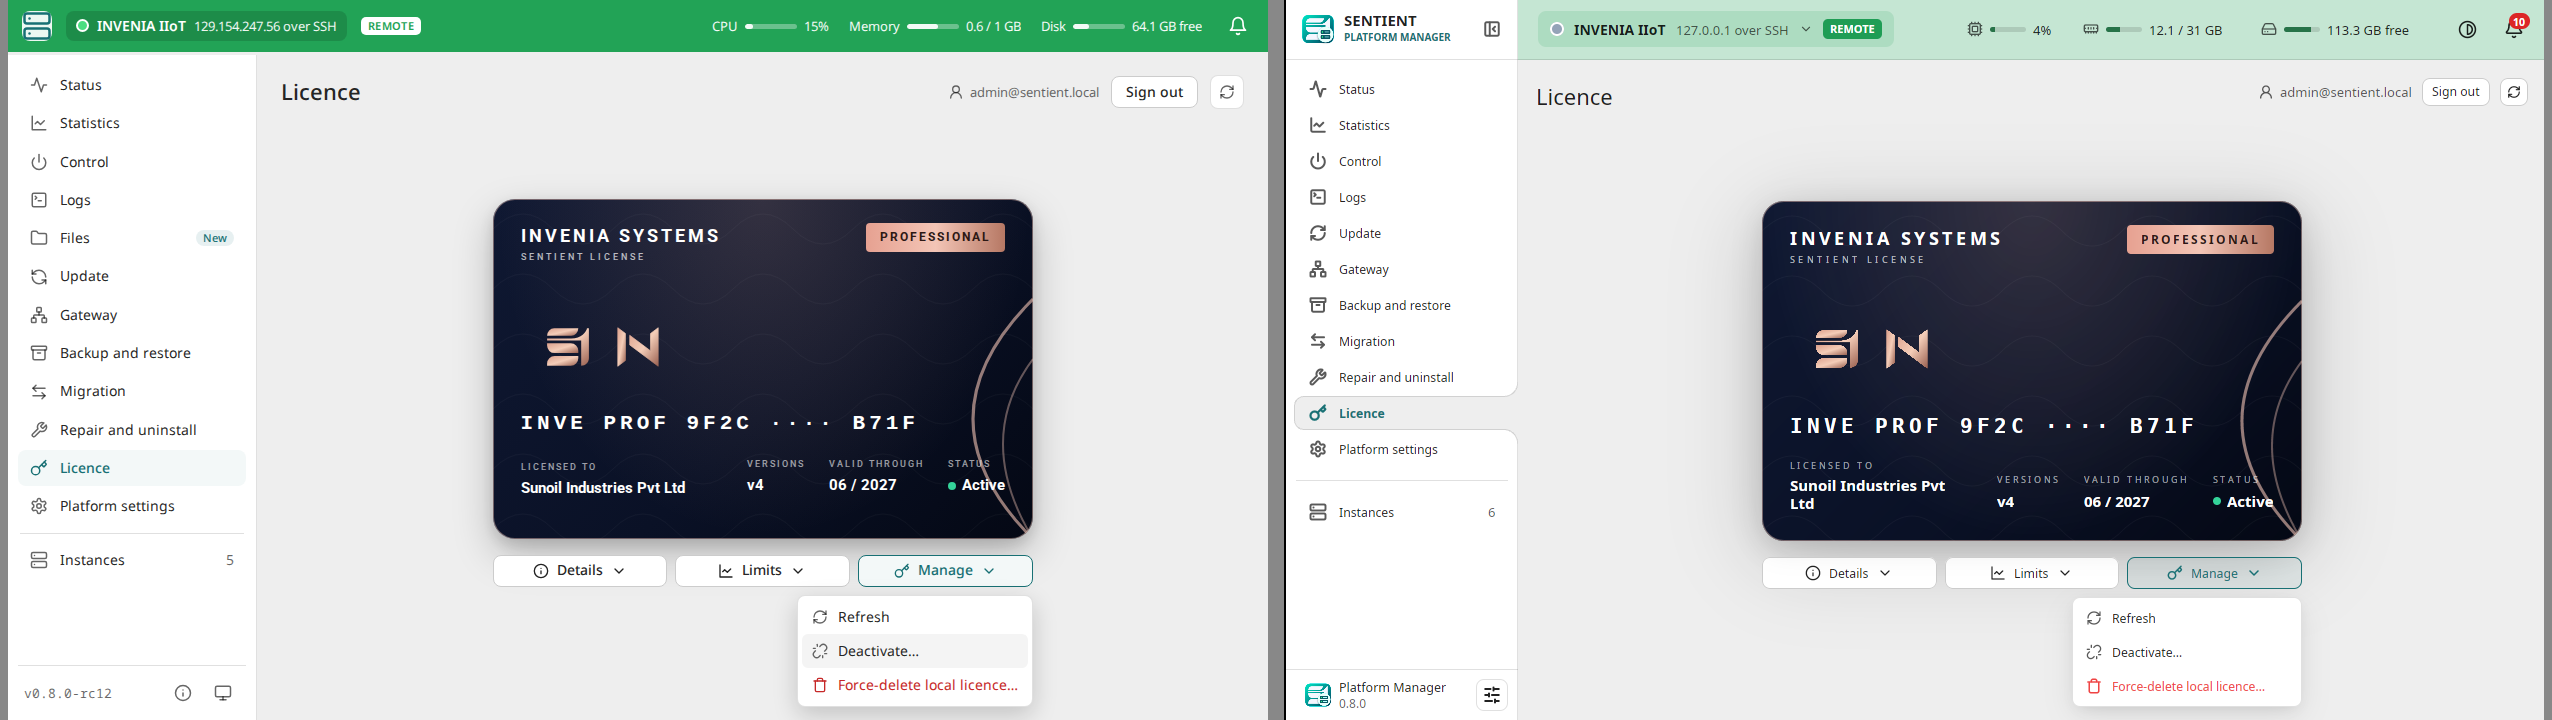 INVENIA IIoT 129.154.247.56 over SSH REMOTE CPU 15% Memory 0.6 / 1 GB Disk 64.1 GB free
Status
Statistics
Control
Logs
Files New
Update
Gateway
Backup and restore
Migration
Repair and uninstall
Licence
Platform settings
Instances 5
v0.8.0-rc12
Licence
admin@sentient.local Sign out
INVENIA SYSTEMS
SENTIENT LICENSE
PROFESSIONAL
INVE PROF 9F2C ···· B71F
LICENSED TO VERSIONS VALID THROUGH STATUS
Sunoil Industries Pvt Ltd v4 06 / 2027 Active
Details Limits Manage
Refresh
Deactivate...
Force-delete local licence...
SENTIENT
PLATFORM MANAGER
INVENIA IIoT 127.0.0.1 over SSH REMOTE 4% 12.1 / 31 GB 113.3 GB free 10
Status
Statistics
Control
Logs
Update
Gateway
Backup and restore
Migration
Repair and uninstall
Licence
Platform settings
Instances 6
Platform Manager
0.8.0
Licence
admin@sentient.local Sign out
INVENIA SYSTEMS
SENTIENT LICENSE
PROFESSIONAL
INVE PROF 9F2C ···· B71F
LICENSED TO VERSIONS VALID THROUGH STATUS
Sunoil Industries Pvt
Ltd v4 06 / 2027 Active
Details Limits Manage
Refresh
Deactivate...
Force-delete local licence...